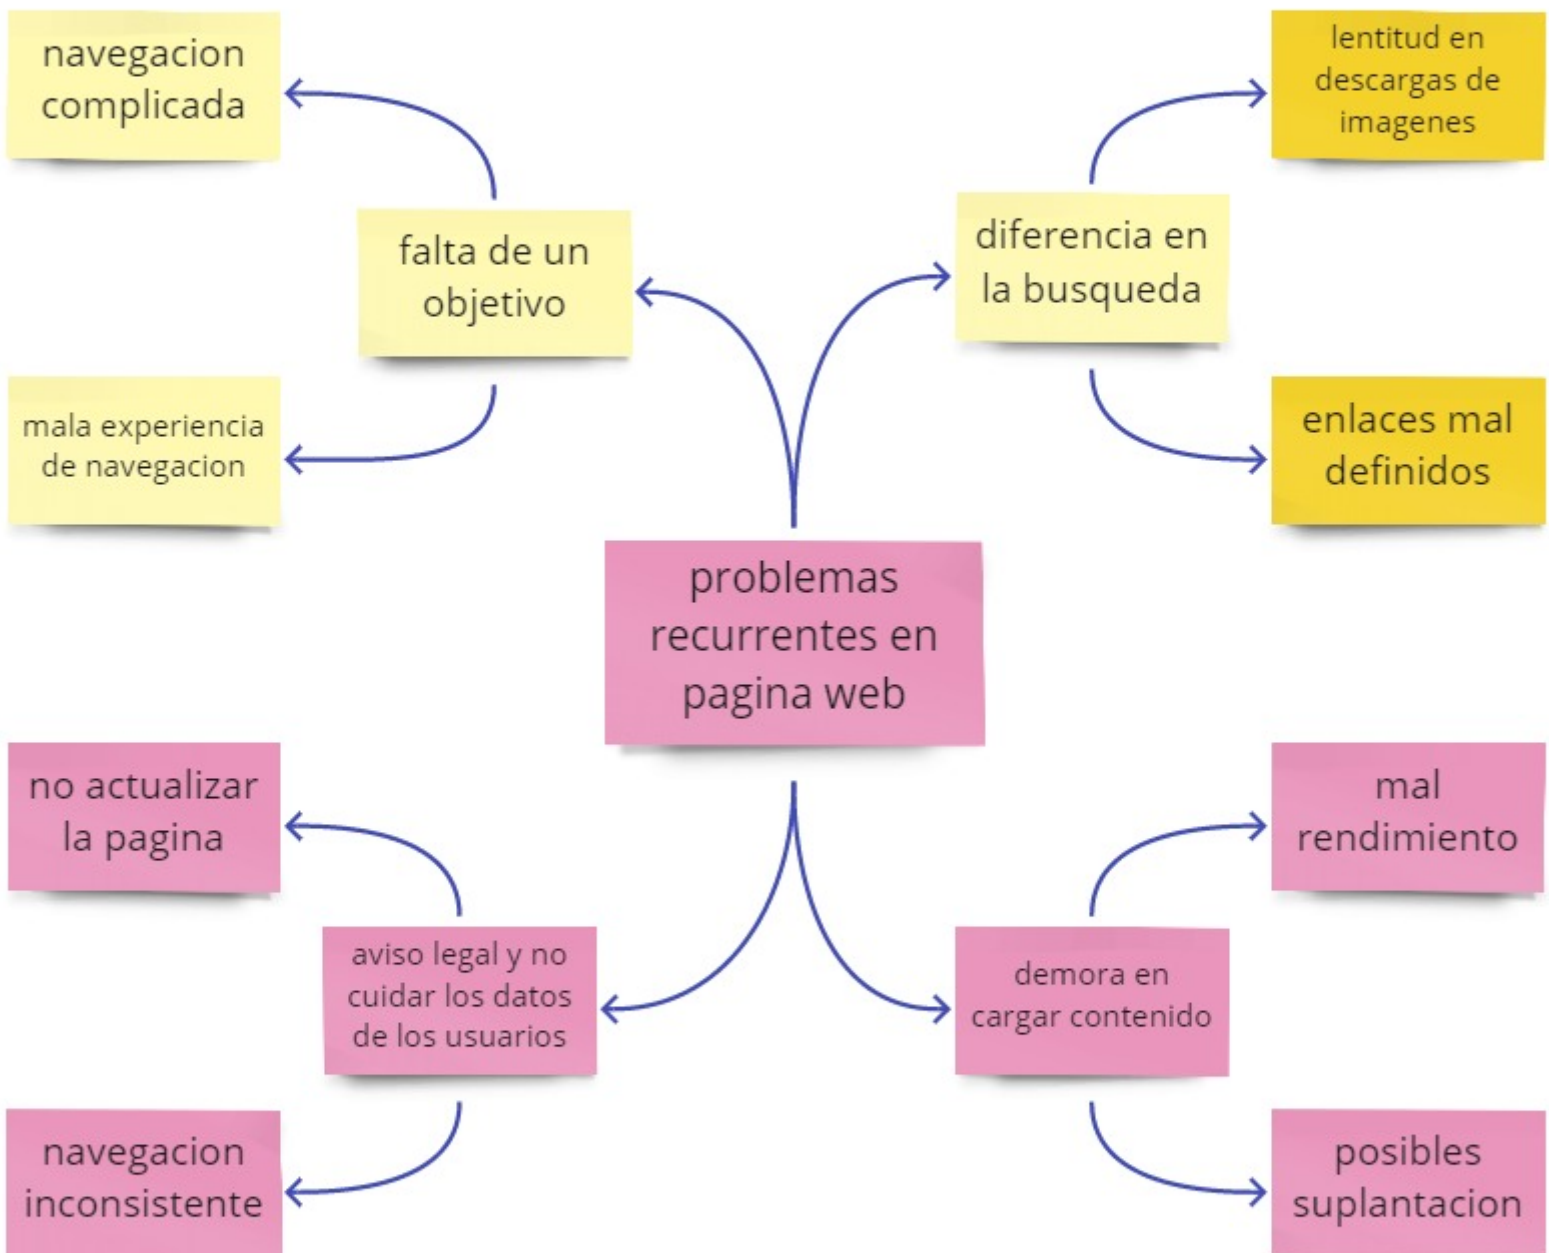 navegacion
complicada
lentitud en
descargas de
imagenes
falta de un
objetivo
diferencia en
la busqueda
mala experiencia
de navegacion
enlaces mal
definidos
problemas
recurrentes en
pagina web
no actualizar
la pagina
mal
rendimiento
aviso legal y no
cuidar los datos
de los usuarios
demora en
cargar contenido
navegacion
inconsistente
posibles
suplantacion